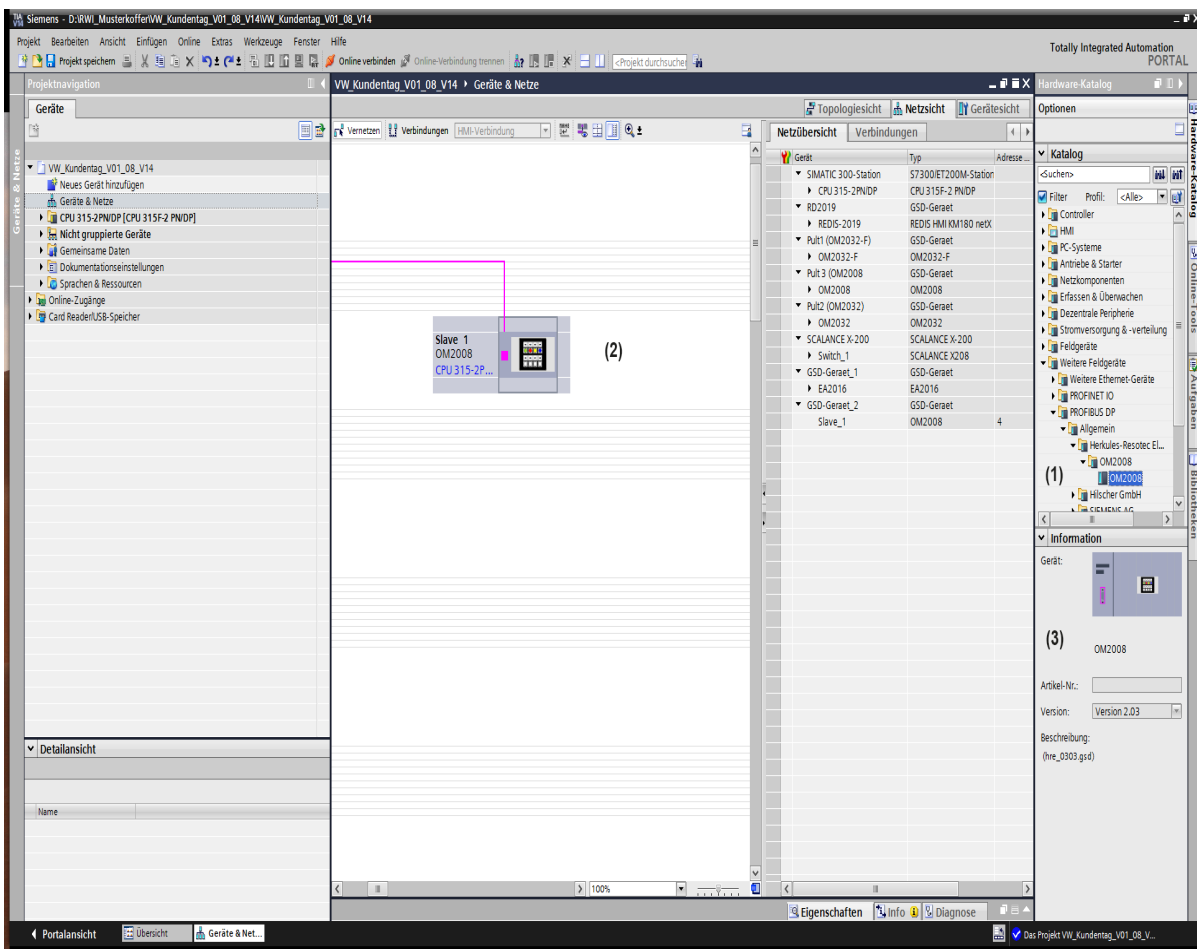 Siemens - D:\RWI_Musterkoffer\VW_Kundentag_V01_08_V14\VW_Kundentag_V01_08_V14
Projekt Bearbeiten Ansicht Einfügen Online Extras Werkzeuge Fenster Hilfe
Totally Integrated Automation
PORTAL
Projekt speichern Online verbinden Online-Verbindung trennen <Projekt durchsuchen
Projektnavigation
VW_Kundentag_V01_08_V14 Geräte & Netze
Hardware-Katalog
Geräte
Topologiesicht Netzsicht Gerätesicht
Optionen
Vernetzen Verbindungen HMI-Verbindung
Netzübersicht Verbindungen
Geräte & Netze
VW_Kundentag_V01_08_V14
Neues Gerät hinzufügen
Geräte & Netze
CPU 315-2PN/DP [CPU 315F-2 PN/DP]
Nicht gruppierte Geräte
Gemeinsame Daten
Dokumentationseinstellungen
Sprachen & Ressourcen
Online-Zugänge
Card Reader/USB-Speicher
Slave_1
OM2008
CPU 315-2P...
(2)
Gerät Typ Adresse ...
SIMATIC 300-Station S7300/ET200M-Station
CPU 315-2PN/DP CPU 315F-2 PN/DP
RD2019 GSD-Geraet
REDIS-2019 REDIS HMI KM180 netX
Pult1 (OM2032-F) GSD-Geraet
OM2032-F OM2032-F
Pult 3 (OM2008 GSD-Geraet
OM2008 OM2008
Pult2 (OM2032) GSD-Geraet
OM2032 OM2032
SCALANCE X-200 SCALANCE X-200
Switch_1 SCALANCE X208
GSD-Geraet_1 GSD-Geraet
EA2016 EA2016
GSD-Geraet_2 GSD-Geraet
Slave_1 OM2008 4
Katalog
<Suchen>
Filter Profil: <Alle>
Controller
HMI
PC-Systeme
Antriebe & Starter
Netzkomponenten
Erfassen & Überwachen
Dezentrale Peripherie
Stromversorgung & -verteilung
Feldgeräte
Weitere Feldgeräte
Weitere Ethernet-Geräte
PROFINET IO
PROFIBUS DP
Allgemein
Herkules-Resotec El...
OM2008
(1)
OM2008
Hilscher GmbH
SIEMENS AG
Information
Gerät:
(3)
OM2008
Artikel-Nr.:
Version: Version 2.03
Beschreibung:
(hre_0303.gsd)
Hardware-Katalog
Online-Tools
Aufgaben
Bibliotheken
Detailansicht
Name
100%
Eigenschaften Info Diagnose
Portalansicht Übersicht Geräte & Net...
Das Projekt VW_Kundentag_V01_08_V...